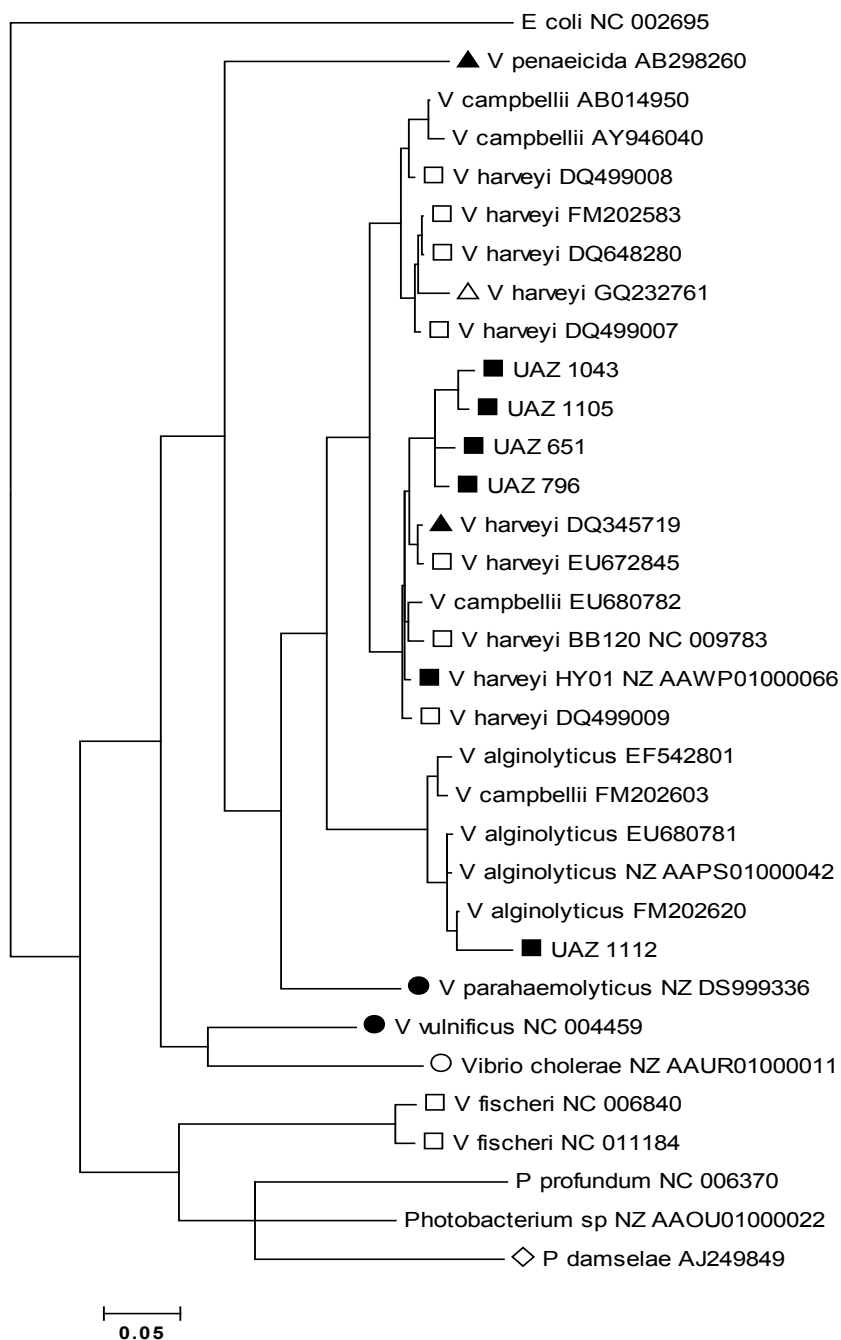 E coli NC 002695
V penaeicida AB298260
V campbellii AB014950
V campbellii AY946040
V harveyi DQ499008
V harveyi FM202583
V harveyi DQ648280
V harveyi GQ232761
V harveyi DQ499007
UAZ 1043
UAZ 1105
UAZ 651
UAZ 796
V harveyi DQ345719
V harveyi EU672845
V campbellii EU680782
V harveyi BB120 NC 009783
V harveyi HY01 NZ AAWP01000066
V harveyi DQ499009
V alginolyticus EF542801
V campbellii FM202603
V alginolyticus EU680781
V alginolyticus NZ AAPS01000042
V alginolyticus FM202620
UAZ 1112
V parahaemolyticus NZ DS999336
V vulnificus NC 004459
Vibrio cholerae NZ AAUR01000011
V fischeri NC 006840
V fischeri NC 011184
P profundum NC 006370
Photobacterium sp NZ AAOU01000022
P damselae AJ249849
0.05